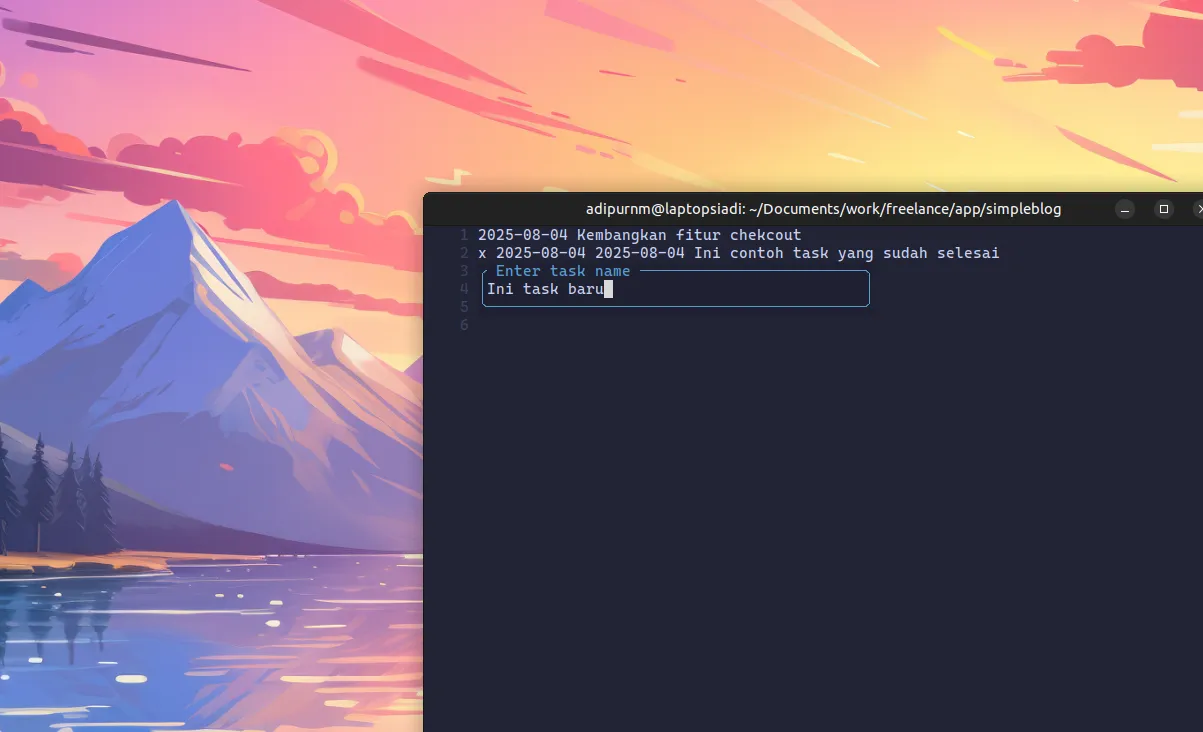 adipurnm@laptopsiadi: ~/Documents/work/freelance/app/simpleblog
1 2025-08-04 Kembangkan fitur chekcout
2 x 2025-08-04 2025-08-04 Ini contoh task yang sudah selesai
3 Enter task name
4 Ini task baru
5
6